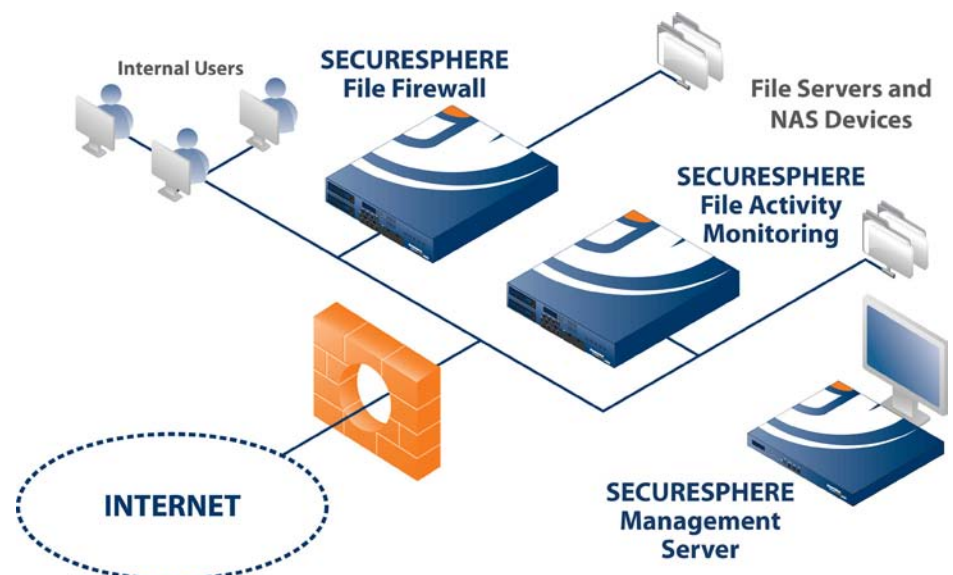 Internal Users
SECURESPHERE
File Firewall
File Servers and
NAS Devices
SECURESPHERE
File Activity
Monitoring
INTERNET
SECURESPHERE
Management
Server